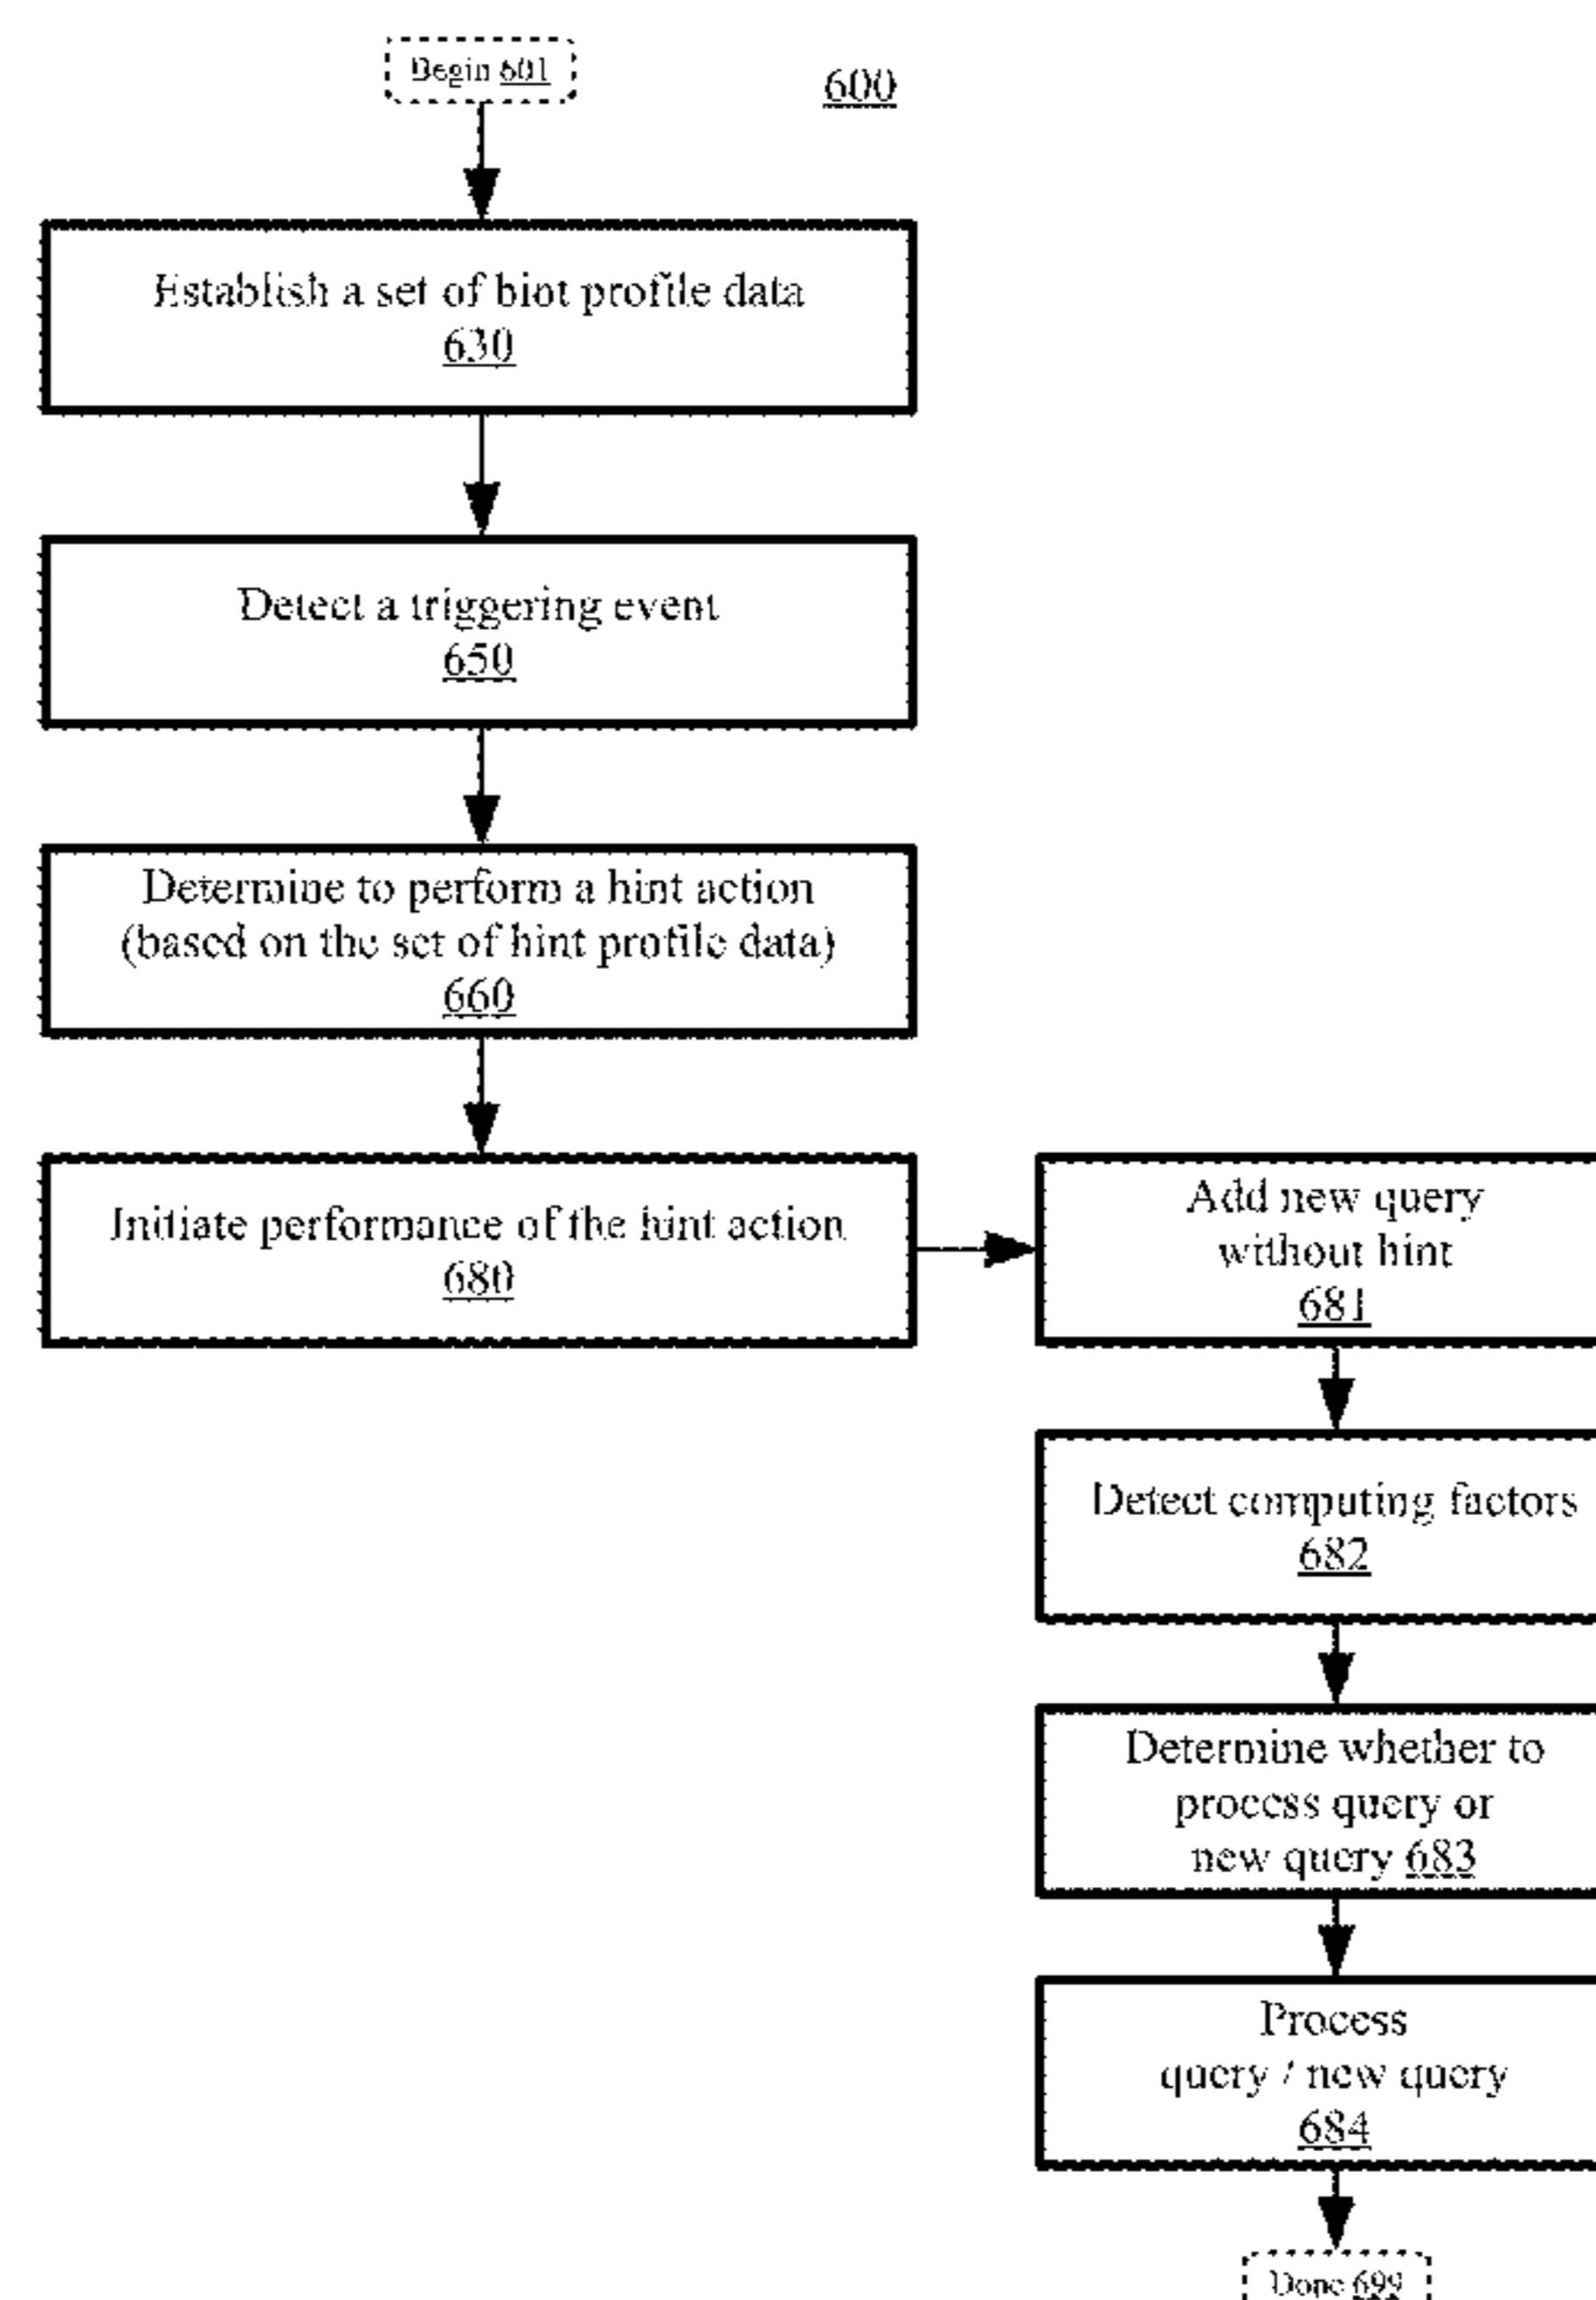 Begin 601
600
Establish a set of hint profile data
630
Detect a triggering event
650
Determine to perform a hint action
(based on the set of hint profile data)
660
Initiate performance of the hint action
680
Add new query
without hint
681
Detect computing factors
682
Determine whether to
process query or
new query 683
Process
query / new query
684
Done 699